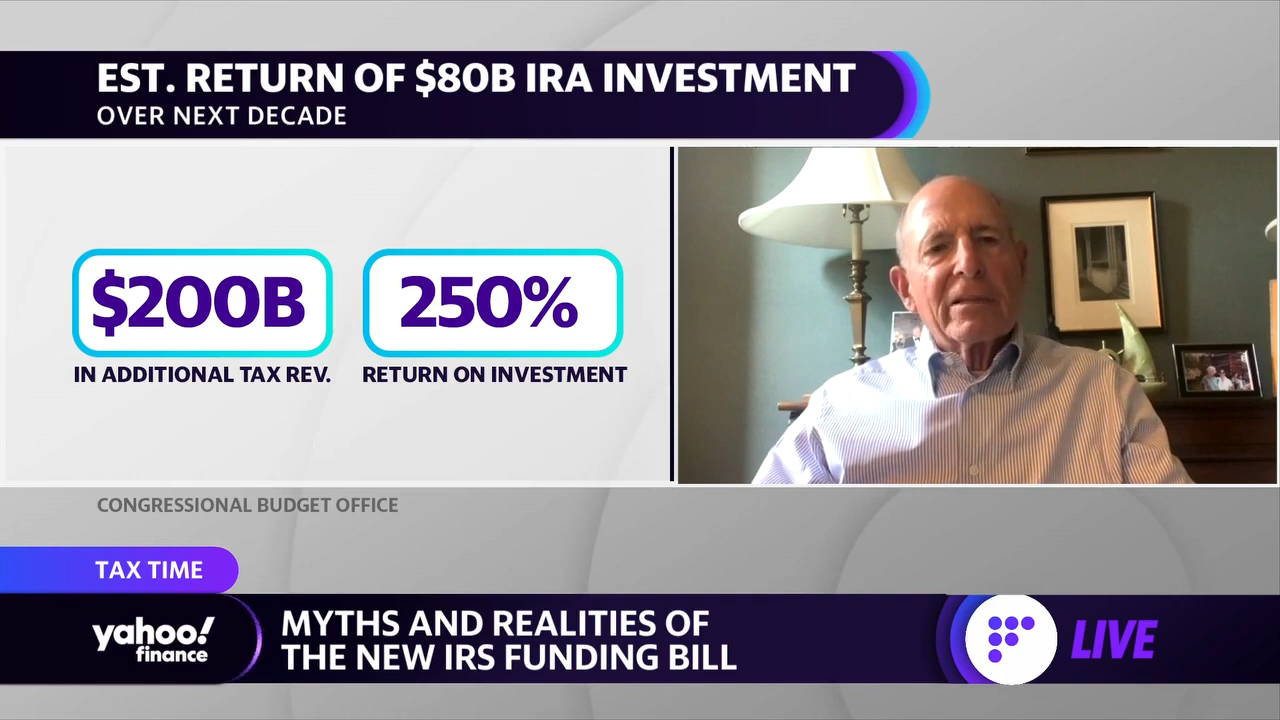 EST. RETURN OF $80B IRA INVESTMENT
OVER NEXT DECADE
$200B
IN ADDITIONAL TAX REV.
250%
RETURN ON INVESTMENT
CONGRESSIONAL BUDGET OFFICE
TAX TIME
yahoo!
finance
MYTHS AND REALITIES OF
THE NEW IRS FUNDING BILL
LIVE